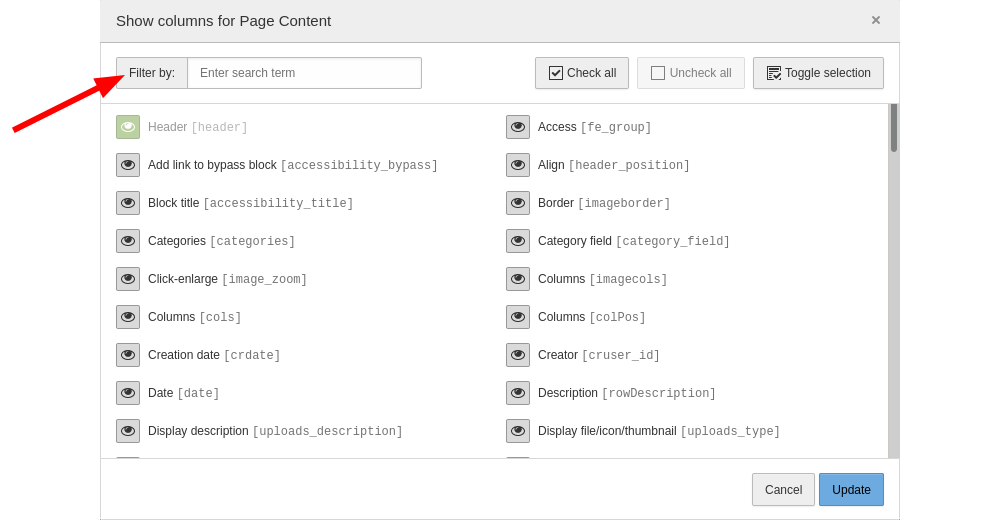 Show columns for Page Content ×
Filter by: Enter search term Check all Uncheck all Toggle selection
Header [header] Access [fe_group]
Add link to bypass block [accessibility_bypass] Align [header_position]
Block title [accessibility_title] Border [imageborder]
Categories [categories] Category field [category_field]
Click-enlarge [image_zoom] Columns [imagecols]
Columns [cols] Columns [colPos]
Creation date [crdate] Creator [cruser_id]
Date [date] Description [rowDescription]
Display description [uploads_description] Display file/icon/thumbnail [uploads_type]
Cancel Update